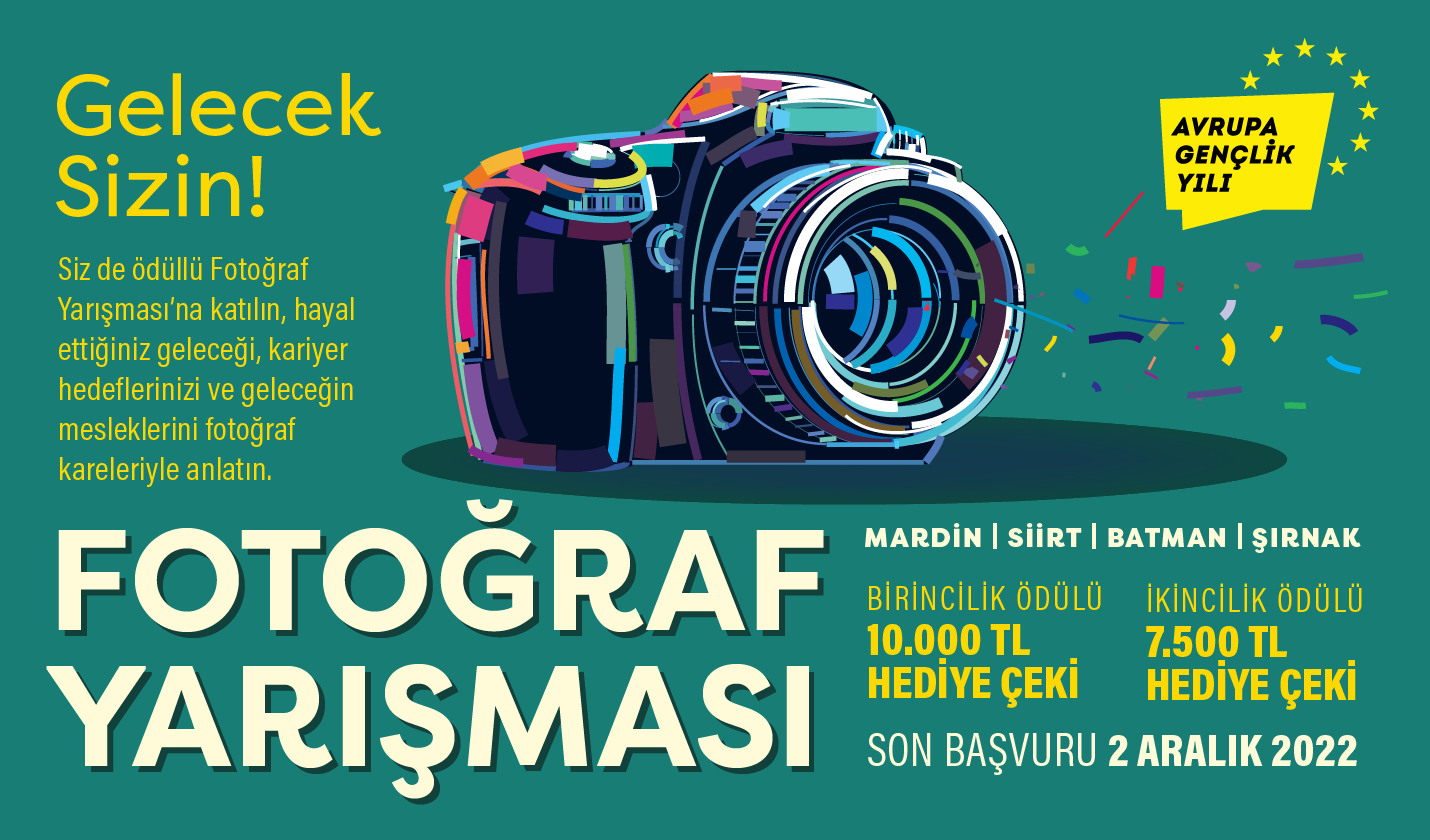 Gelecek
Sizin!
Siz de ödüllü Fotoğraf
Yarışması’na katılın, hayal
ettiğiniz geleceği, kariyer
hedeflerinizi ve geleceğin
mesleklerini fotoğraf
kareleriyle anlatın.
AVRUPA
GENÇLİK
YILI
FOTOĞRAF
YARIŞMASI
MARDİN | SİİRT | BATMAN | ŞIRNAK
BİRİNCİLİK ÖDÜLÜ
10.000 TL
HEDİYE ÇEKİ
İKİNCİLİK ÖDÜLÜ
7.500 TL
HEDİYE ÇEKİ
SON BAŞVURU 2 ARALIK 2022